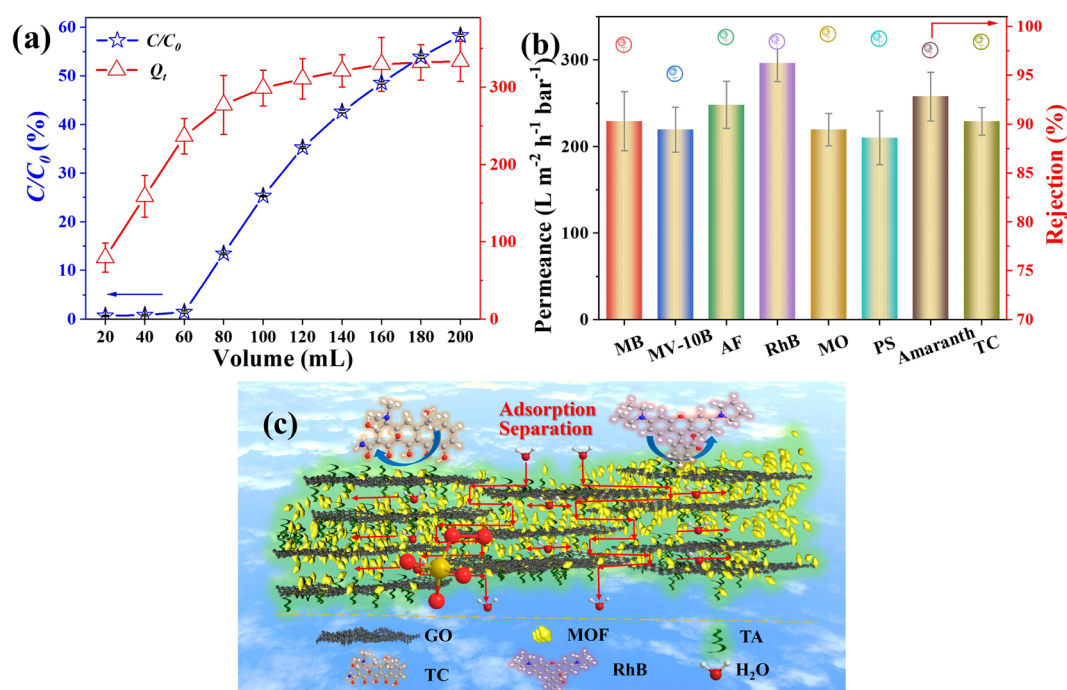 (a)
C/C0
Qt
60
50
40
30
20
10
0
C/C0 (%)
300
200
100
0
20 40 60 80 100 120 140 160 180 200
Volume (mL)
(b)
Permeance (L m-2 h-1 bar-1)
300
200
100
0
100
95
90
87
82
77
75
70
Rejection (%)
MB MV-10B AF RhB MO PS Amaranth TC
(c)
Adsorption
Separation
GO MOF TA
TC RhB H2O